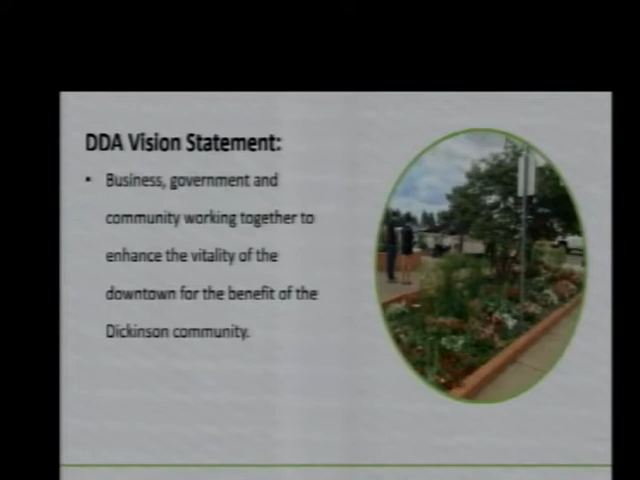 DDA Vision Statement:
• Business, government and
community working together to
enhance the vitality of the
downtown for the benefit of the
Dickinson community.